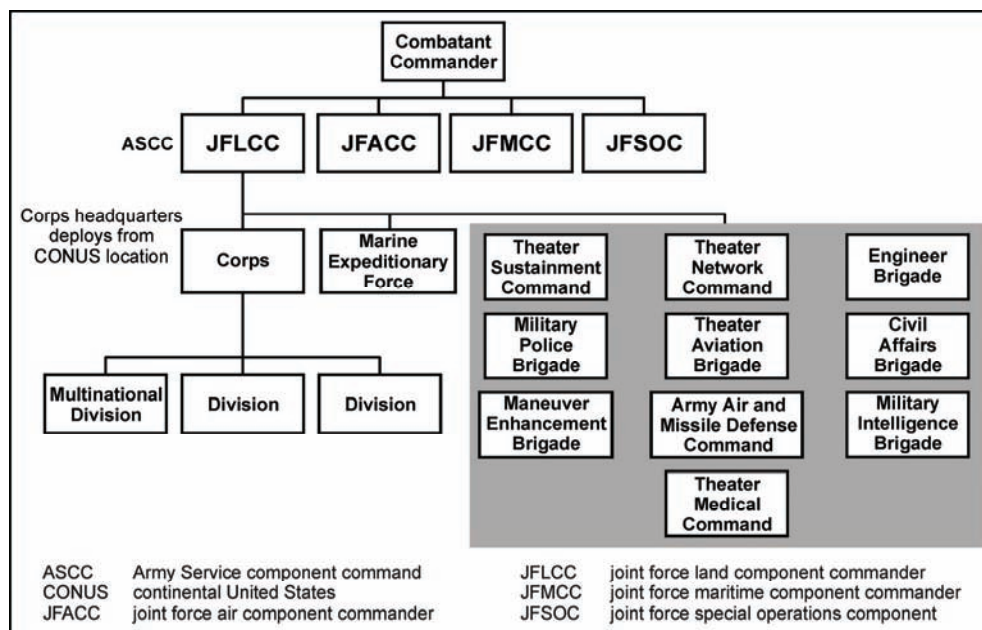 Combatant
Commander
ASCC
JFLCC
JFACC
JFMCC
JFSOC
Corps headquarters
deploys from
CONUS location
Corps
Marine
Expeditionary
Force
Theater
Sustainment
Command
Theater
Network
Command
Engineer
Brigade
Military
Police
Brigade
Theater
Aviation
Brigade
Civil
Affairs
Brigade
Multinational
Division
Division
Division
Maneuver
Enhancement
Brigade
Army Air and
Missile Defense
Command
Military
Intelligence
Brigade
Theater
Medical
Command
ASCC Army Service component command
CONUS continental United States
JFACC joint force air component commander
JFLCC joint force land component commander
JFMCC joint force maritime component commander
JFSOC joint force special operations component